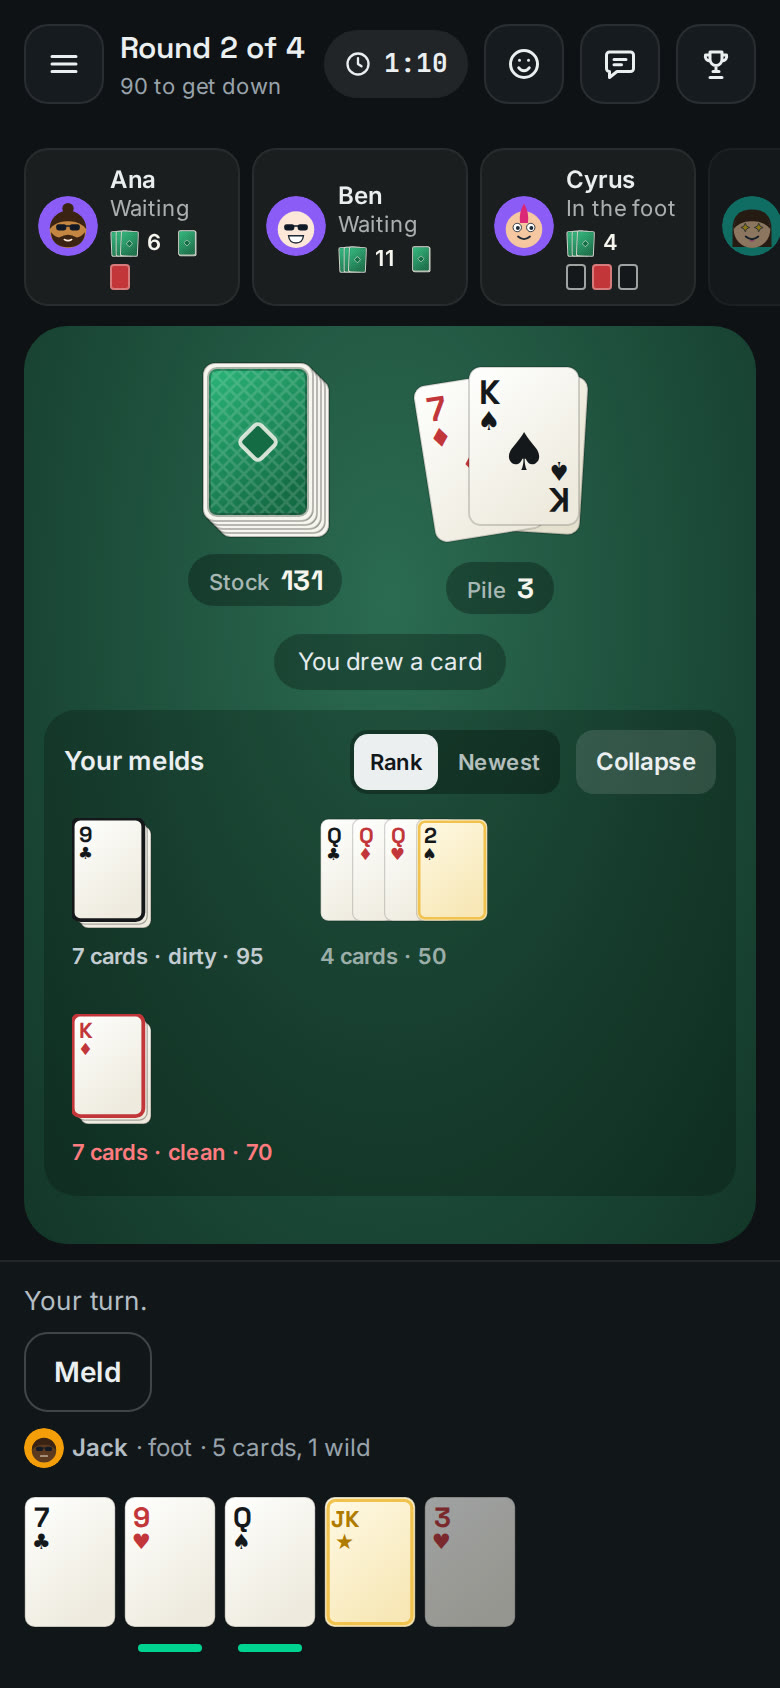 Round 2 of 4
90 to get down
1:10
Ana
Waiting
6
Ben
Waiting
11
Cyrus
In the foot
4
7
K
K
Stock 131
Pile 3
You drew a card
Your melds
Rank
Newest
Collapse
9
Q Q Q 2
7 cards · dirty · 95
4 cards · 50
K
7 cards · clean · 70
Your turn.
Meld
Jack · foot · 5 cards, 1 wild
7 9 Q JK 3